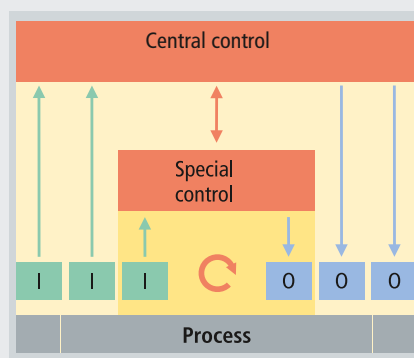 Central control
Special
control
I I I O O O
Process